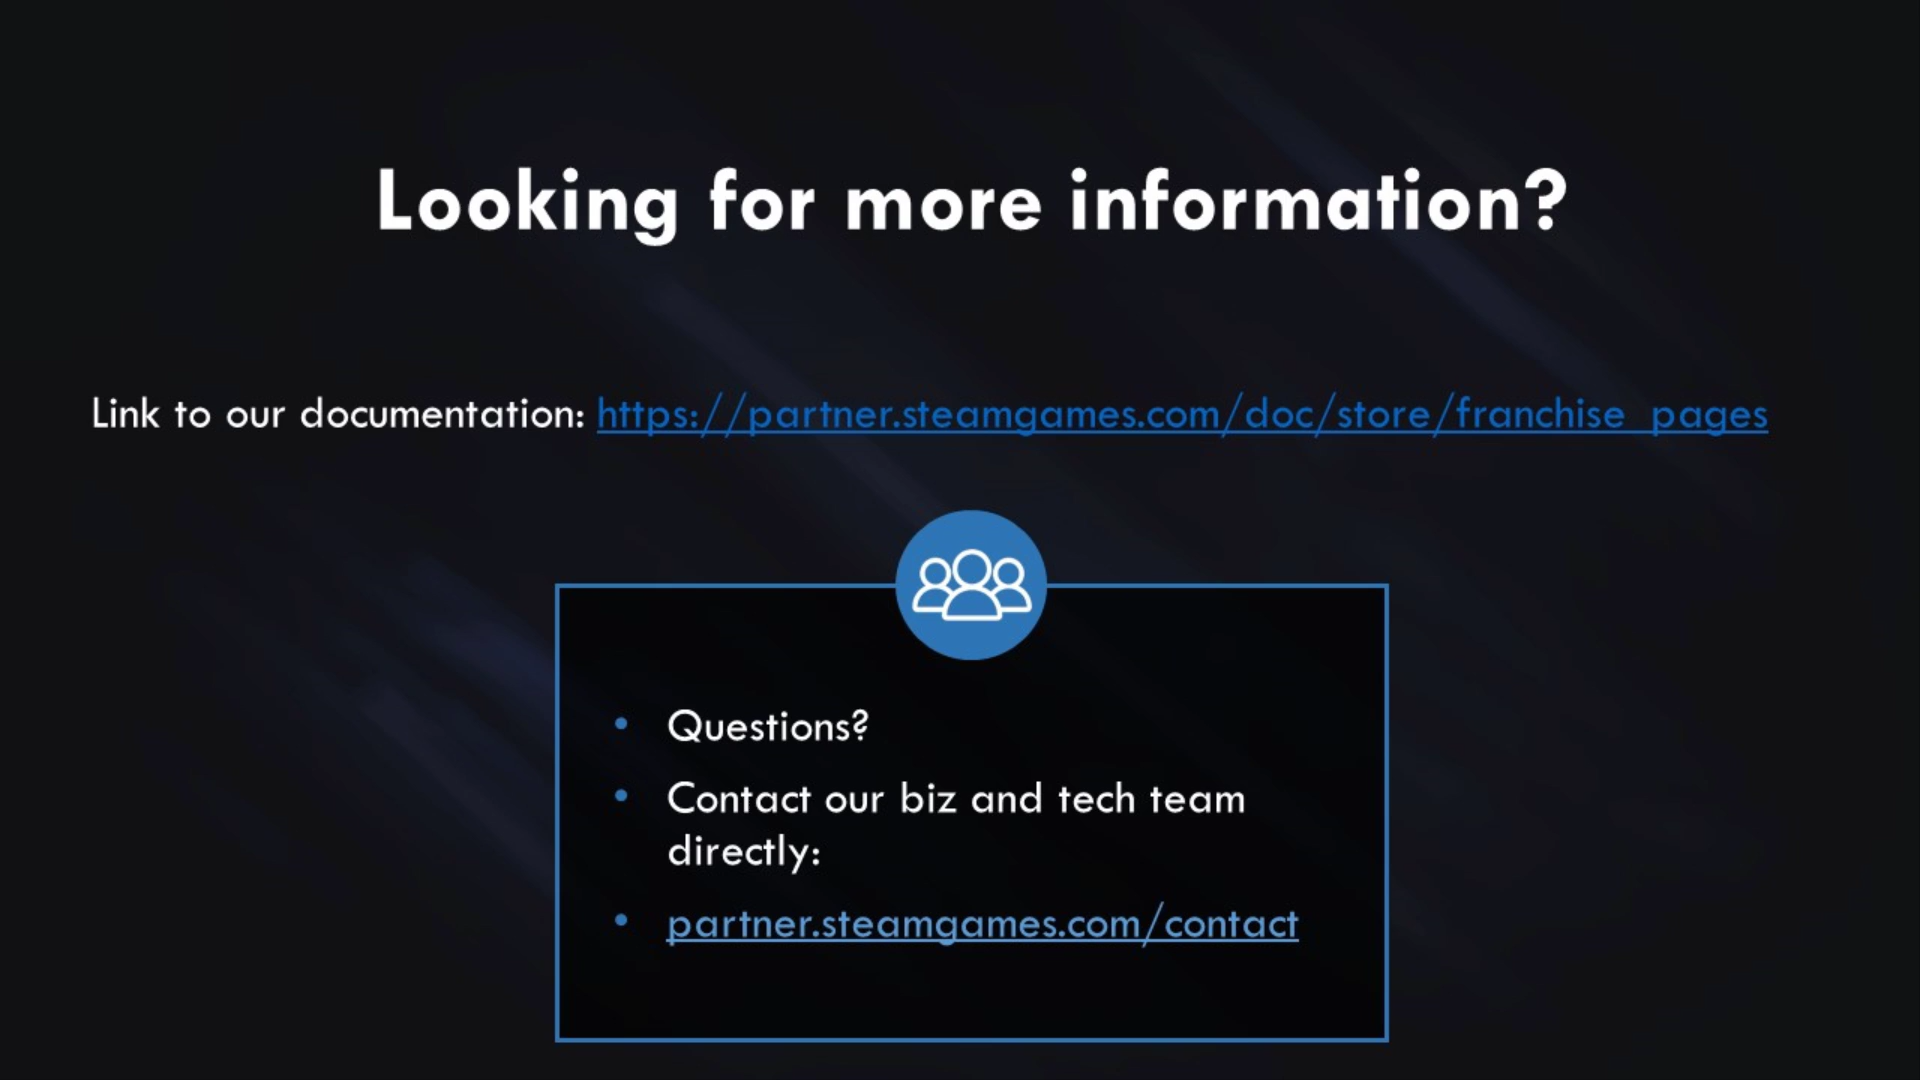 Looking for more information?
Link to our documentation: https://partner.steamgames.com/doc/store/franchise_pages
• Questions?
• Contact our biz and tech team
directly:
• partner.steamgames.com/contact